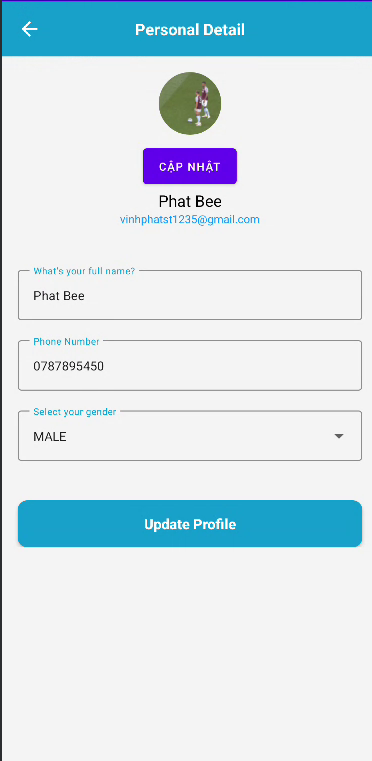 Personal Detail
CẬP NHẬT
Phat Bee
vinhphatst1235@gmail.com
What's your full name?
Phat Bee
Phone Number
0787895450
Select your gender
MALE
Update Profile